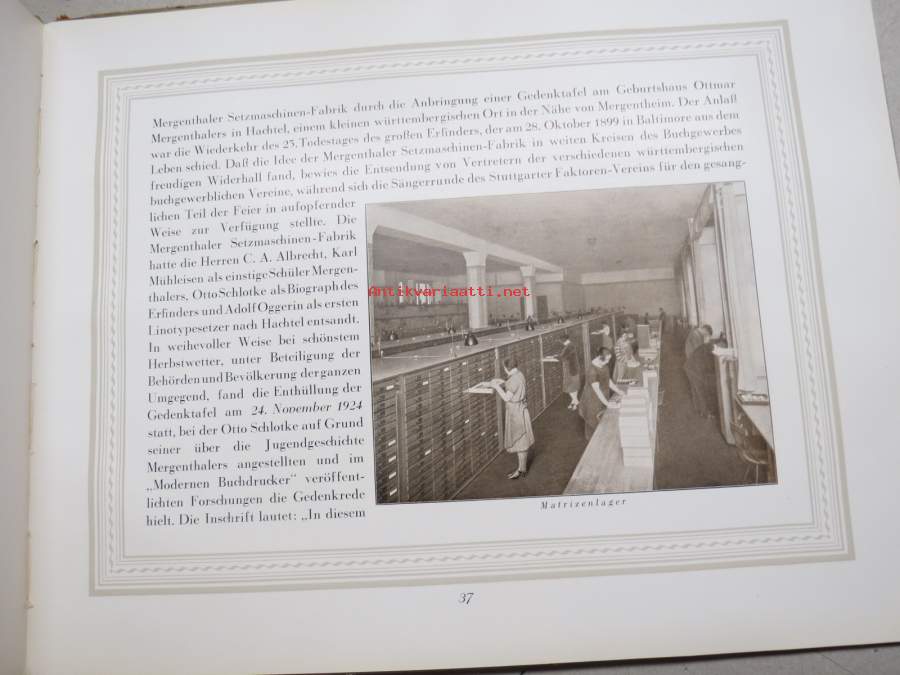 Mergenthaler Setzmaschinen-Fabrik durch die Anbringung einer Gedenktafel am Geburtshaus Ottmar
Mergenthalers in Hachtel, einem kleinen württembergischen Ort in der Nähe von Mergentheim. Der Anlaß
war die Wiederkehr des 25. Todestages des großen Erfinders, der am 28. Oktober 1899 in Baltimore aus dem
Leben schied. Daß die Idee der Mergenthaler Setzmaschinen-Fabrik in weiten Kreisen des Buchgewerbes
freudigen Widerhall fand, bewies die Entsendung von Vertretern der verschiedenen württembergischen
buchgewerblichen Vereine, während sich die Sängerrunde des Stuttgarter Faktoren-Vereins für den gesang-
lichen Teil der Feier in aufopfernder
Weise zur Verfügung stellte. Die
Mergenthaler Setzmaschinen-Fabrik
hatte die Herren C. A. Albrecht, Karl
Mühleisen als einstige Schüler Mergen-
thalers, Otto Schlotke als Biograph des
Erfinders und Adolf Oggerin als ersten
Linotypesetzer nach Hachtel entsandt.
In weihevoller Weise bei schönstem
Herbstwetter, unter Beteiligung der
Behörden und Bevölkerung der ganzen
Umgegend, fand die Enthüllung der
Gedenktafel am 24. November 1924
statt, bei der Otto Schlotke auf Grund
seiner über die Jugendgeschichte
Mergenthalers angestellten und im
„Modernen Buchdrucker“ veröffent-
lichten Forschungen die Gedenkrede
hielt. Die Inschrift lautet: „In diesem
Antikvariaatti.net
Matrizenlager
37